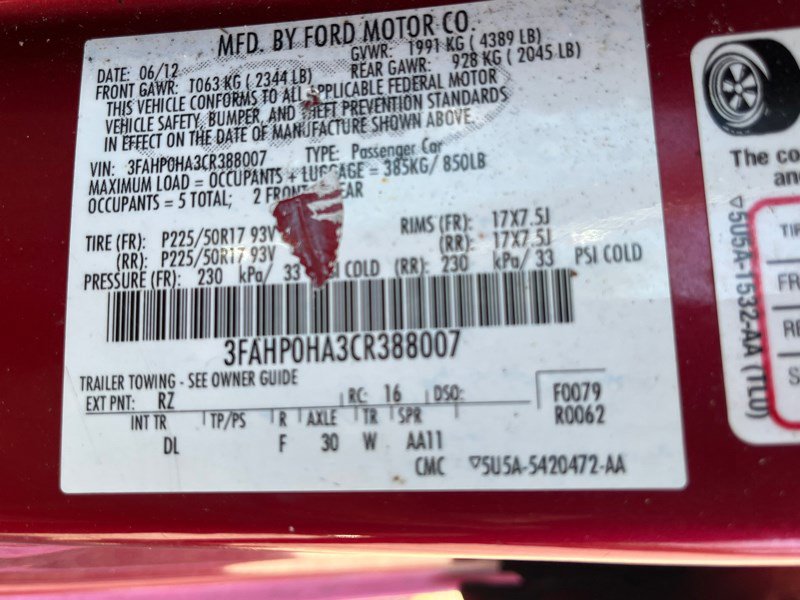 MFD. BY FORD MOTOR CO.
DATE: 06/12 GVWR: 1991 KG ( 4389 LB)
FRONT GAWR: 1063 KG ( 2344 LB) REAR GAWR: 928 KG ( 2045 LB)
THIS VEHICLE CONFORMS TO ALL APPLICABLE FEDERAL MOTOR
VEHICLE SAFETY, BUMPER, AND THEFT PREVENTION STANDARDS
IN EFFECT ON THE DATE OF MANUFACTURE SHOWN ABOVE.
VIN: 3FAHP0HA3CR388007 TYPE: Passenger Car
MAXIMUM LOAD = OCCUPANTS + LUGGAGE = 385KG/ 850LB
OCCUPANTS = 5 TOTAL; 2 FRONT
TIRE (FR): P225/50R17 93V RIMS (FR): 17X7.5J
(RR): P225/50R17 93V (RR): 17X7.5J
PRESSURE (FR): 230 kPa/ 33 COLD (RR): 230 kPa/ 33 PSI COLD
3FAHP0HA3CR388007
TRAILER TOWING - SEE OWNER GUIDE
EXT PNT: RZ RC: 16 DSO: F0079
INT TR TP/PS R AXLE TR SPR R0062
DL F 30 W AA11
CMC 5U5A-5420472-AA
The co
an
5U5A-1532-AA (TL0)
TI
FR